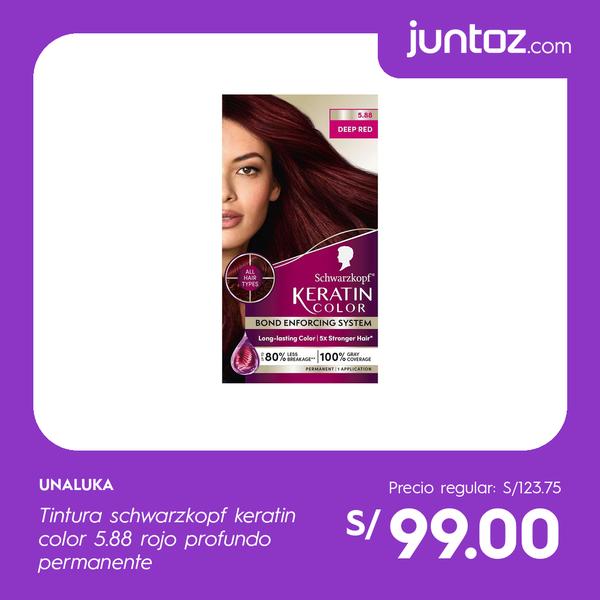 juntoz.com
5.88
DEEP RED
ALL
HAIR
TYPES
Schwarzkopf
KERATIN
COLOR
BOND ENFORCING SYSTEM
Long-lasting Color | 5x Stronger Hair*
UP TO 80% LESS BREAKAGE** | 100% GRAY COVERAGE
PERMANENT | 1 APPLICATION
UNALUKA
Tintura schwarzkopf keratin
color 5.88 rojo profundo
permanente
Precio regular: S/123.75
S/ 99.00